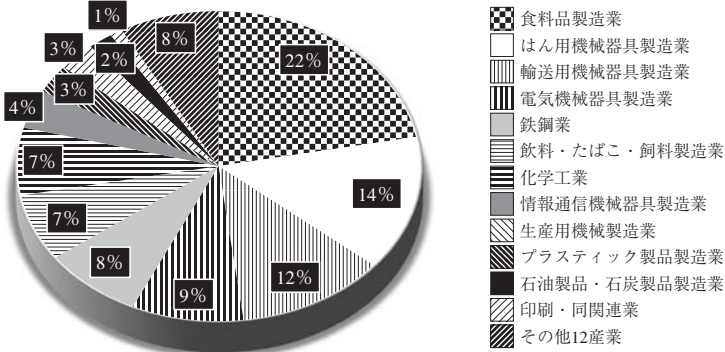 1%
8%
3%
2%
22%
3%
4%
7%
14%
7%
8%
12%
9%
食料品製造業
はん用機械器具製造業
輸送用機械器具製造業
電気機械器具製造業
鉄鋼業
飲料・たばこ・飼料製造業
化学工業
情報通信機械器具製造業
生産用機械製造業
プラスティック製品製造業
石油製品・石炭製品製造業
印刷・同関連業
その他12産業